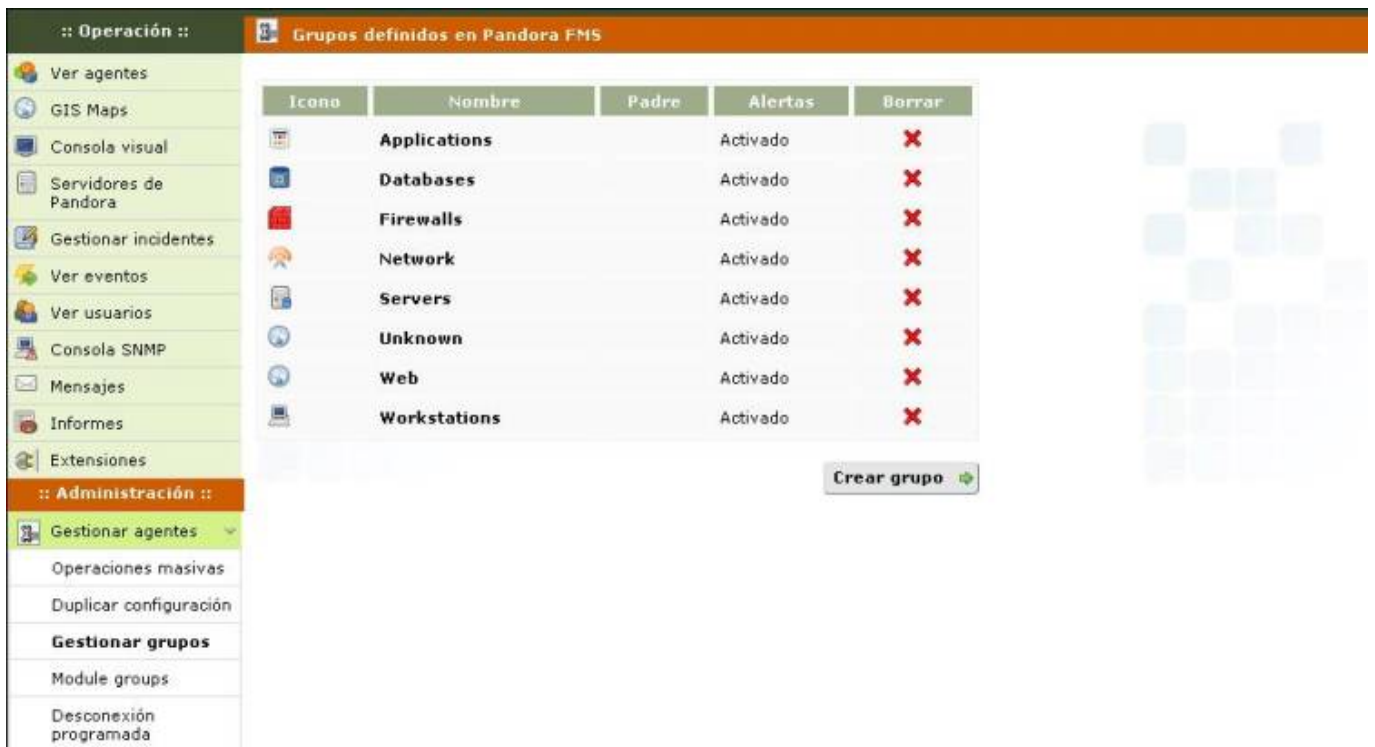 :: Operación ::
Ver agentes
GIS Maps
Consola visual
Servidores de
Pandora
Gestionar incidentes
Ver eventos
Ver usuarios
Consola SNMP
Mensajes
Informes
Extensiones
:: Administración ::
Gestionar agentes
Operaciones masivas
Duplicar configuración
Gestionar grupos
Module groups
Desconexión
programada
Grupos definidos en Pandora FMS
Icono Nombre Padre Alertas Borrar
Applications Activado
Databases Activado
Firewalls Activado
Network Activado
Servers Activado
Unknown Activado
Web Activado
Workstations Activado
Crear grupo